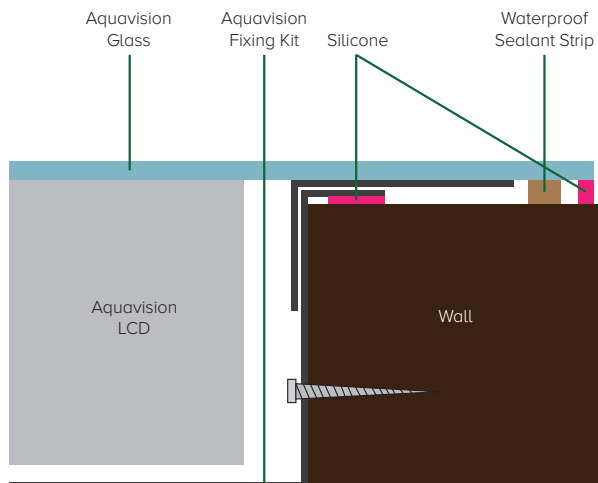 Aquavision
Glass
Aquavision
Fixing Kit
Silicone
Waterproof
Sealant Strip
Aquavision
LCD
Wall